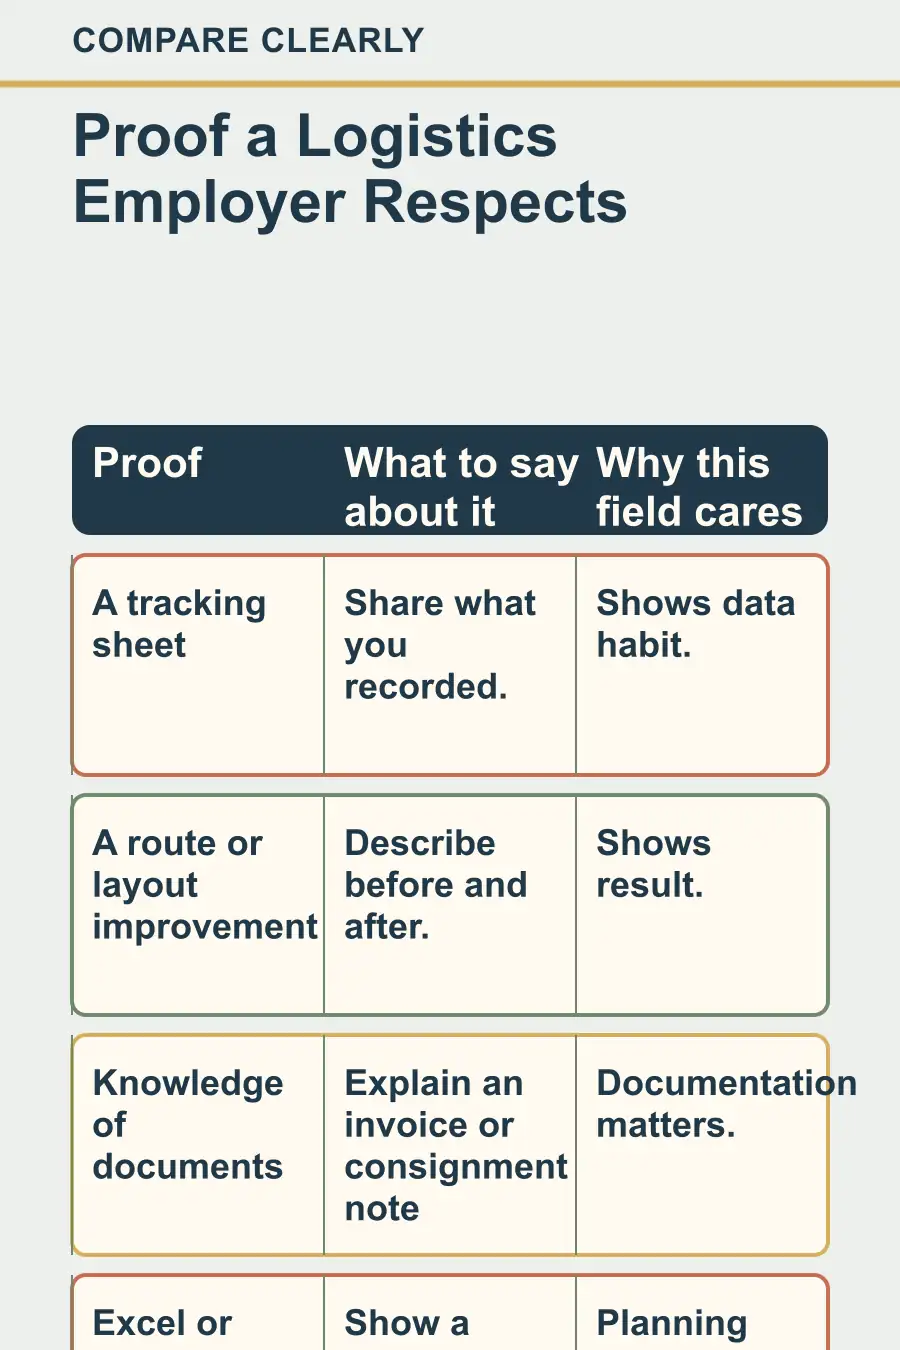 COMPARE CLEARLY
Proof a Logistics
Employer Respects
Proof
What to say
about it
Why this
field cares
A tracking
sheet
Share what
you
recorded.
Shows data
habit.
A route or
layout
improvement
Describe
before and
after.
Shows
result.
Knowledge
of
documents
Explain an
invoice or
consignment
note
Documentation
matters.
Excel or
Show a
Planning